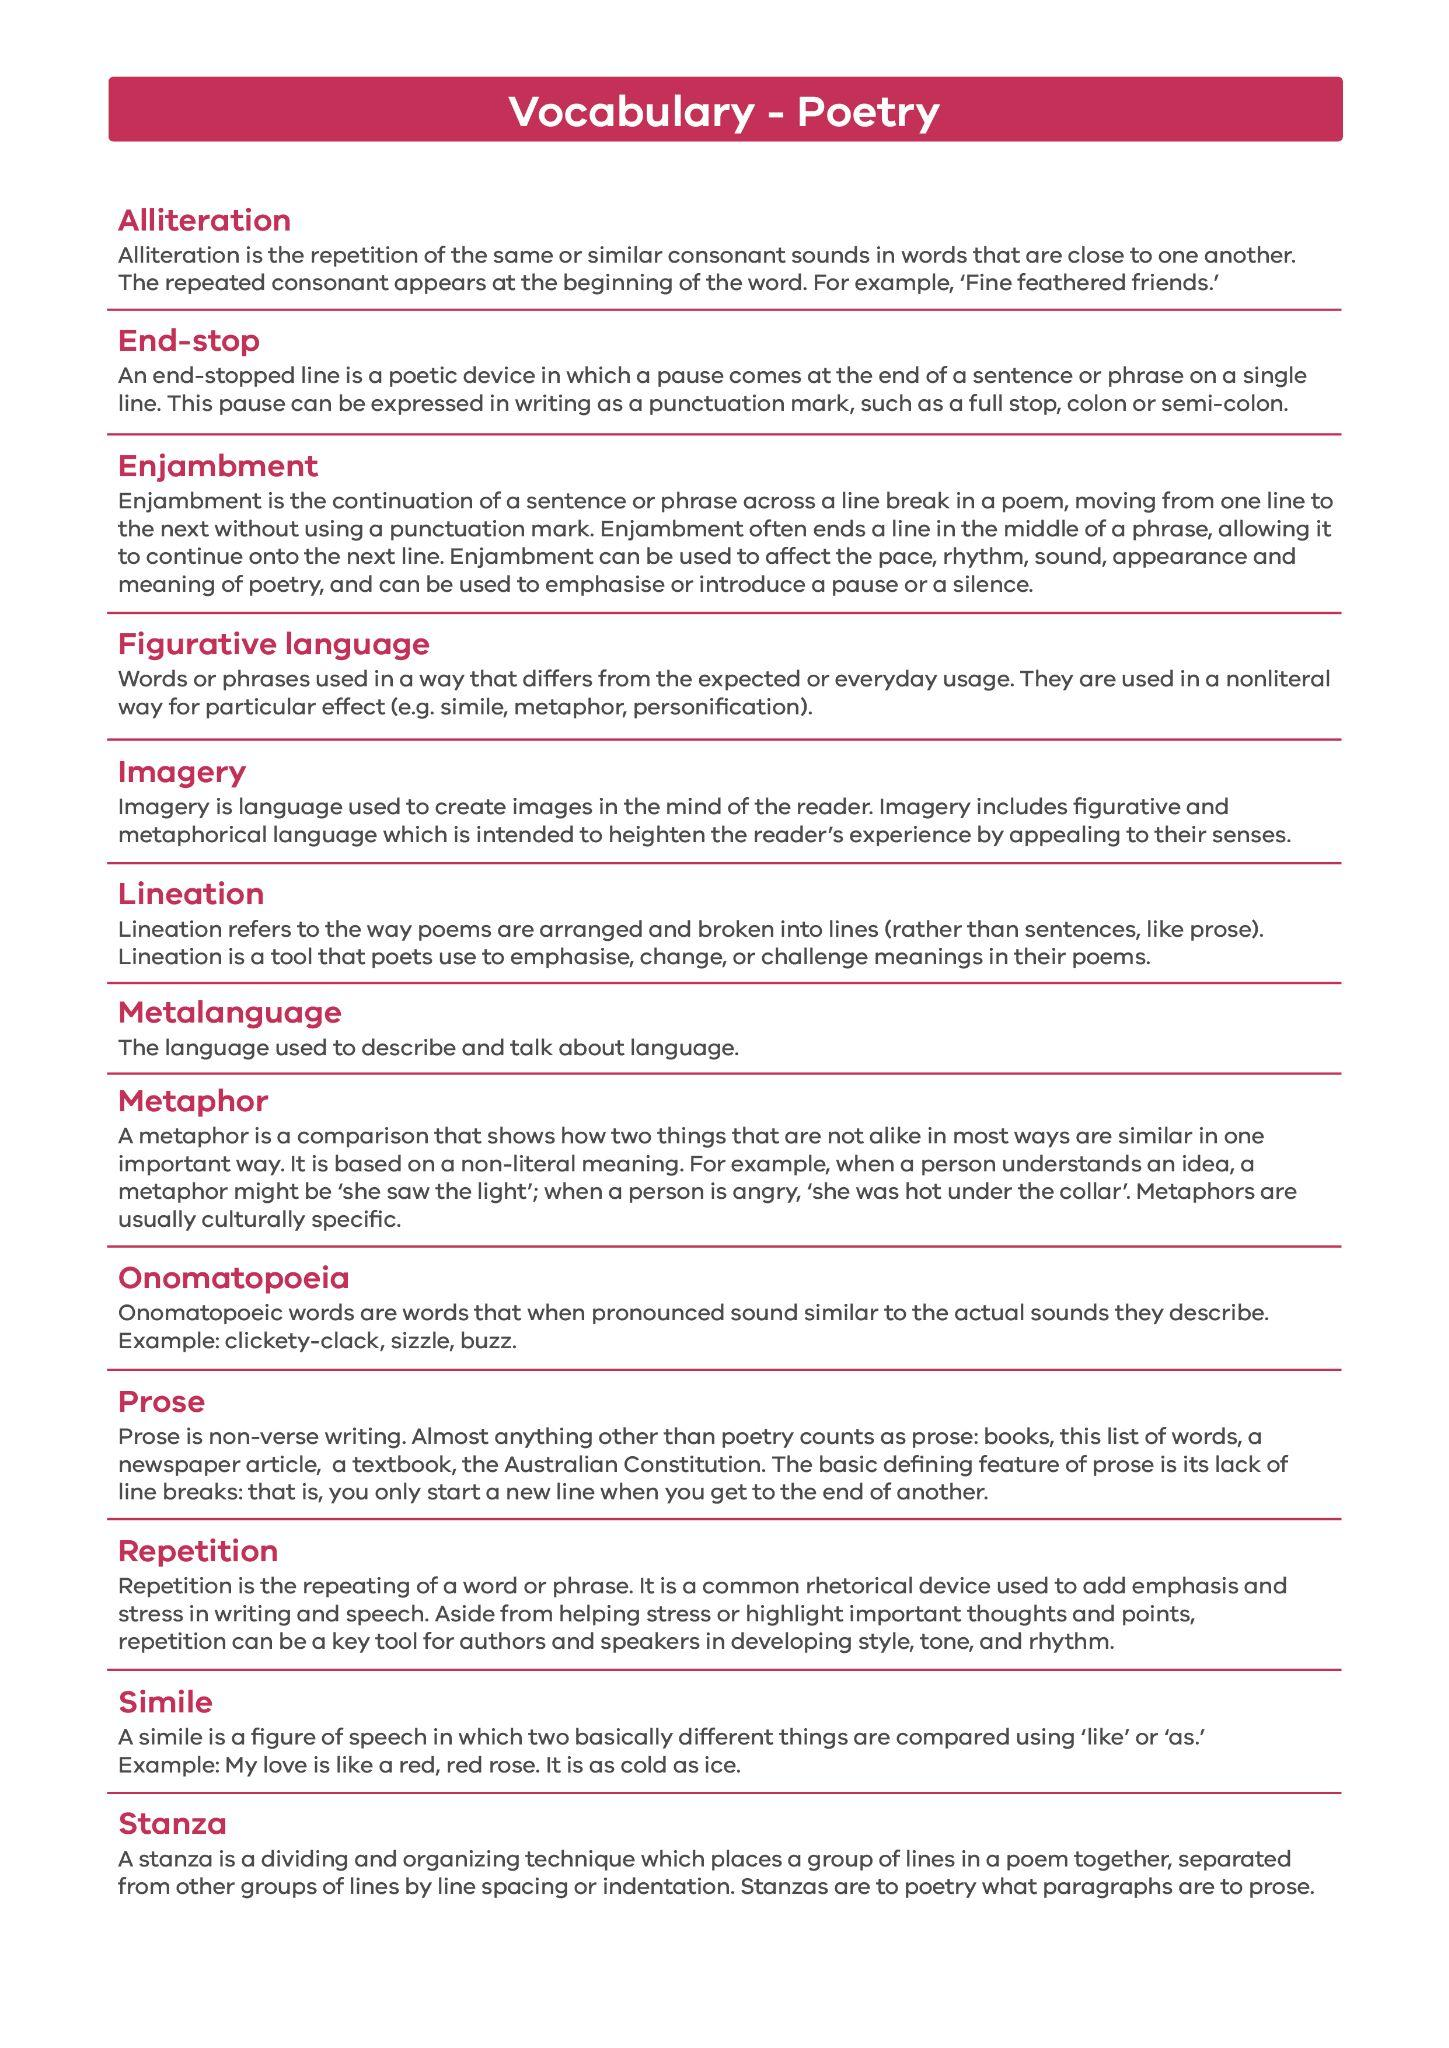 Vocabulary - Poetry
Alliteration
Alliteration is the repetition of the same or similar consonant sounds in words that are close to one another.
The repeated consonant appears at the beginning of the word. For example, ‘Fine feathered friends.’
End-stop
An end-stopped line is a poetic device in which a pause comes at the end of a sentence or phrase on a single
line. This pause can be expressed in writing as a punctuation mark, such as a full stop, colon or semi-colon.
Enjambment
Enjambment is the continuation of a sentence or phrase across a line break in a poem, moving from one line to
the next without using a punctuation mark. Enjambment often ends a line in the middle of a phrase, allowing it
to continue onto the next line. Enjambment can be used to affect the pace, rhythm, sound, appearance and
meaning of poetry, and can be used to emphasise or introduce a pause or a silence.
Figurative language
Words or phrases used in a way that differs from the expected or everyday usage. They are used in a nonliteral
way for particular effect (e.g. simile, metaphor, personification).
Imagery
Imagery is language used to create images in the mind of the reader. Imagery includes figurative and
metaphorical language which is intended to heighten the reader’s experience by appealing to their senses.
Lineation
Lineation refers to the way poems are arranged and broken into lines (rather than sentences, like prose).
Lineation is a tool that poets use to emphasise, change, or challenge meanings in their poems.
Metalanguage
The language used to describe and talk about language.
Metaphor
A metaphor is a comparison that shows how two things that are not alike in most ways are similar in one
important way. It is based on a non-literal meaning. For example, when a person understands an idea, a
metaphor might be ‘she saw the light’; when a person is angry, ‘she was hot under the collar’. Metaphors are
usually culturally specific.
Onomatopoeia
Onomatopoeic words are words that when pronounced sound similar to the actual sounds they describe.
Example: clickety-clack, sizzle, buzz.
Prose
Prose is non-verse writing. Almost anything other than poetry counts as prose: books, this list of words, a
newspaper article,  a textbook, the Australian Constitution. The basic defining feature of prose is its lack of
line breaks: that is, you only start a new line when you get to the end of another.
Repetition
Repetition is the repeating of a word or phrase. It is a common rhetorical device used to add emphasis and
stress in writing and speech. Aside from helping stress or highlight important thoughts and points,
repetition can be a key tool for authors and speakers in developing style, tone, and rhythm.
Simile
A simile is a figure of speech in which two basically different things are compared using ‘like’ or ‘as.’
Example: My love is like a red, red rose. It is as cold as ice.
Stanza
A stanza is a dividing and organizing technique which places a group of lines in a poem together, separated
from other groups of lines by line spacing or indentation. Stanzas are to poetry what paragraphs are to prose.